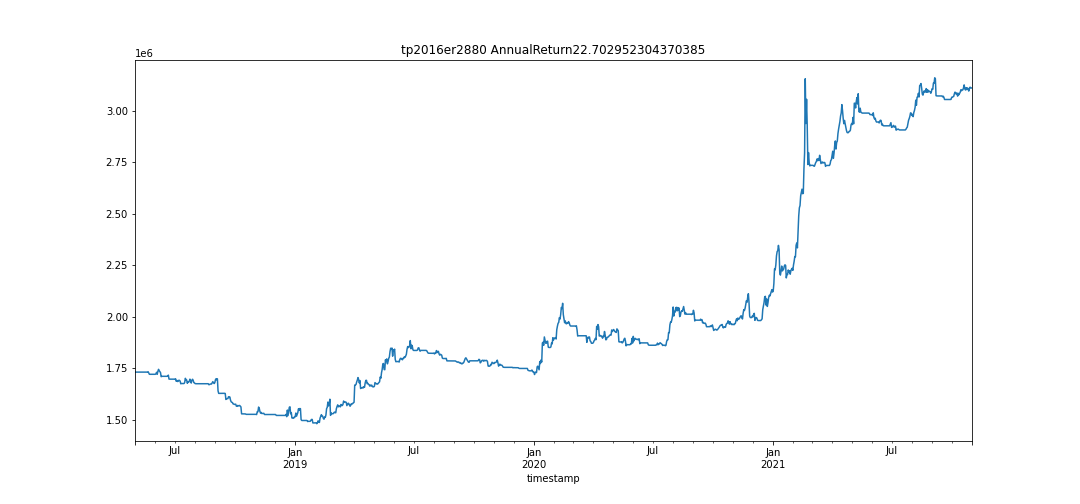 tp2016er2880 AnnualReturn22.702952304370385
1e6
3.00
2.75
2.50
2.25
2.00
1.75
1.50
Jul
Jan
2019
Jul
Jan
2020
Jul
Jan
2021
Jul
timestamp